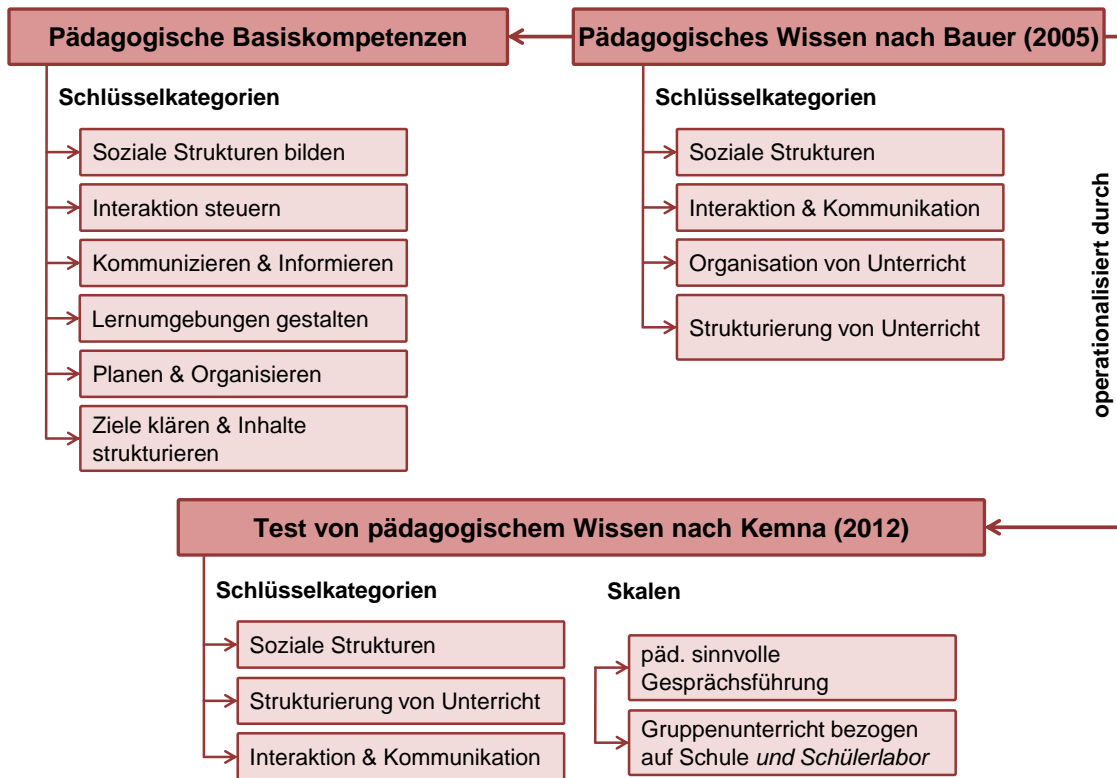 Pädagogische Basiskompetenzen
Schlüsselkategorien
Soziale Strukturen bilden
Interaktion steuern
Kommunizieren & Informieren
Lernumgebungen gestalten
Planen & Organisieren
Ziele klären & Inhalte
strukturieren
Pädagogisches Wissen nach Bauer (2005)
Schlüsselkategorien
Soziale Strukturen
Interaktion & Kommunikation
Organisation von Unterricht
Strukturierung von Unterricht
operationalisiert durch
Test von pädagogischem Wissen nach Kemna (2012)
Schlüsselkategorien
Soziale Strukturen
Strukturierung von Unterricht
Interaktion & Kommunikation
Skalen
päd. sinnvolle
Gesprächsführung
Gruppenunterricht bezogen
auf Schule und Schülerlabor